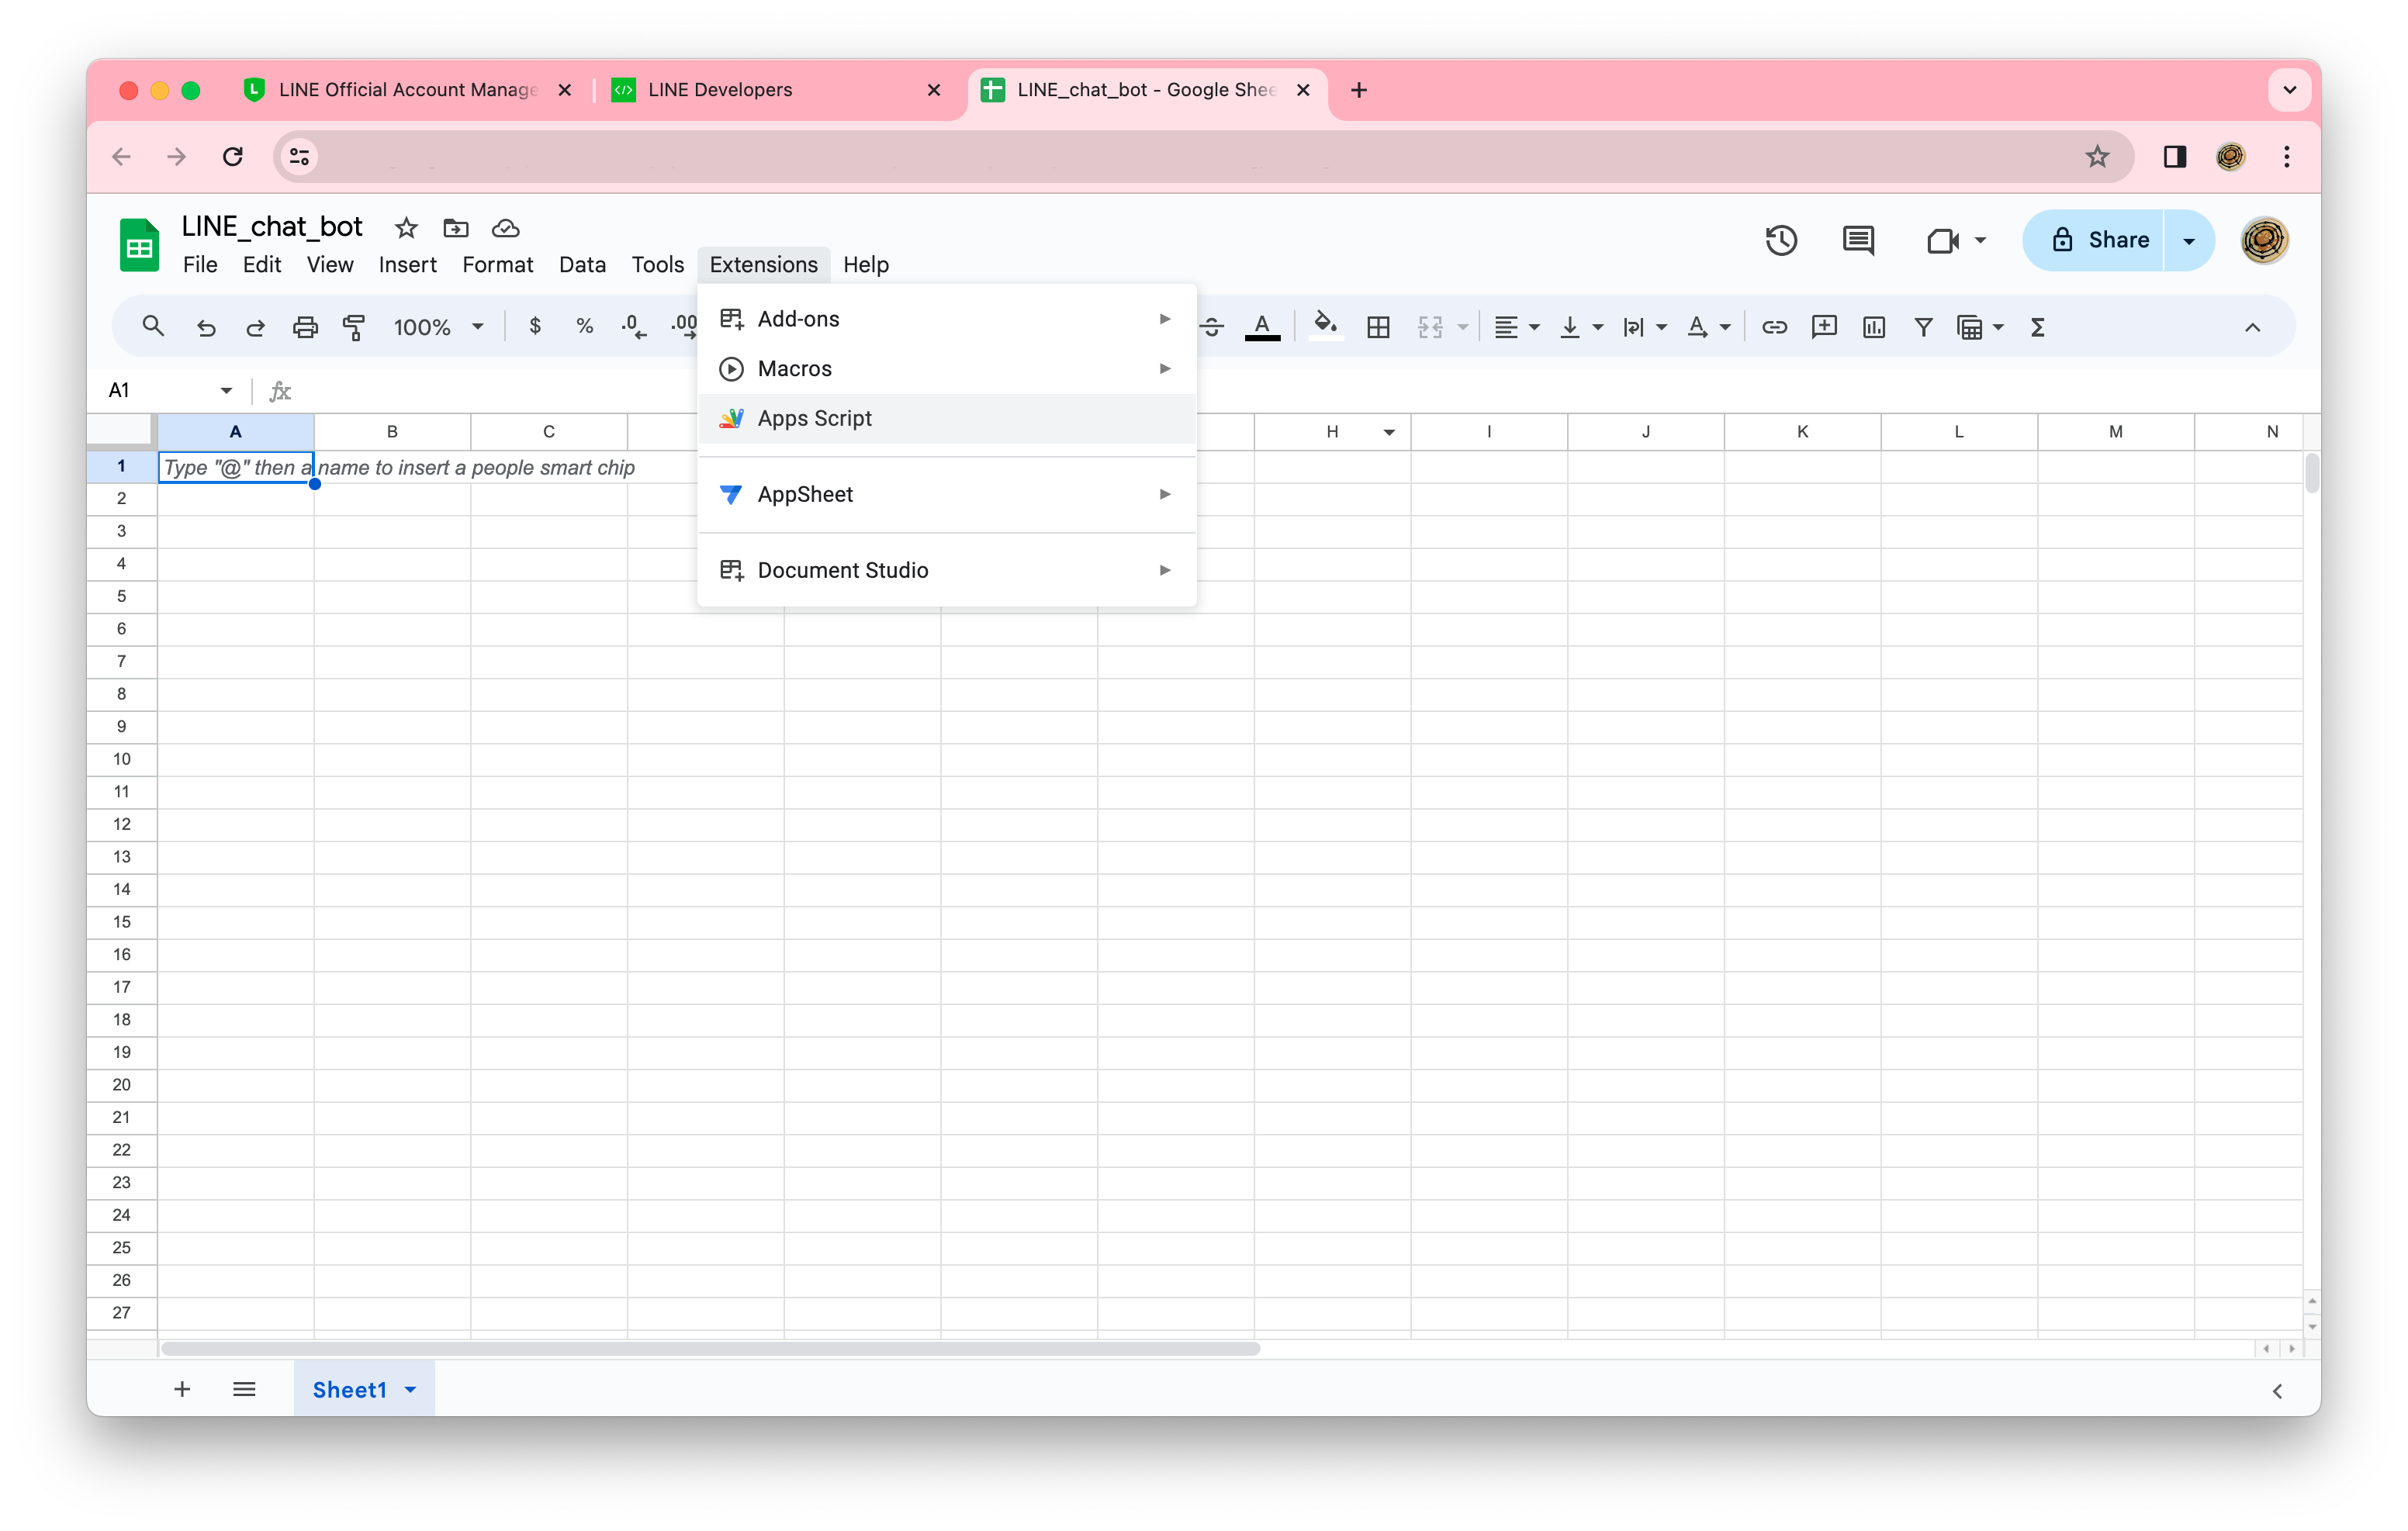 LINE Official Account Manage
LINE Developers
LINE_chat_bot - Google Shee
LINE_chat_bot
File Edit View Insert Format Data Tools Extensions Help
Share
100% $ % .0 .00 A A
Add-ons
Macros
Apps Script
AppSheet
Document Studio
A1 fx
A B C H I J K L M N
1 Type "@" then a name to insert a people smart chip
2
3
4
5
6
7
8
9
10
11
12
13
14
15
16
17
18
19
20
21
22
23
24
25
26
27
Sheet1